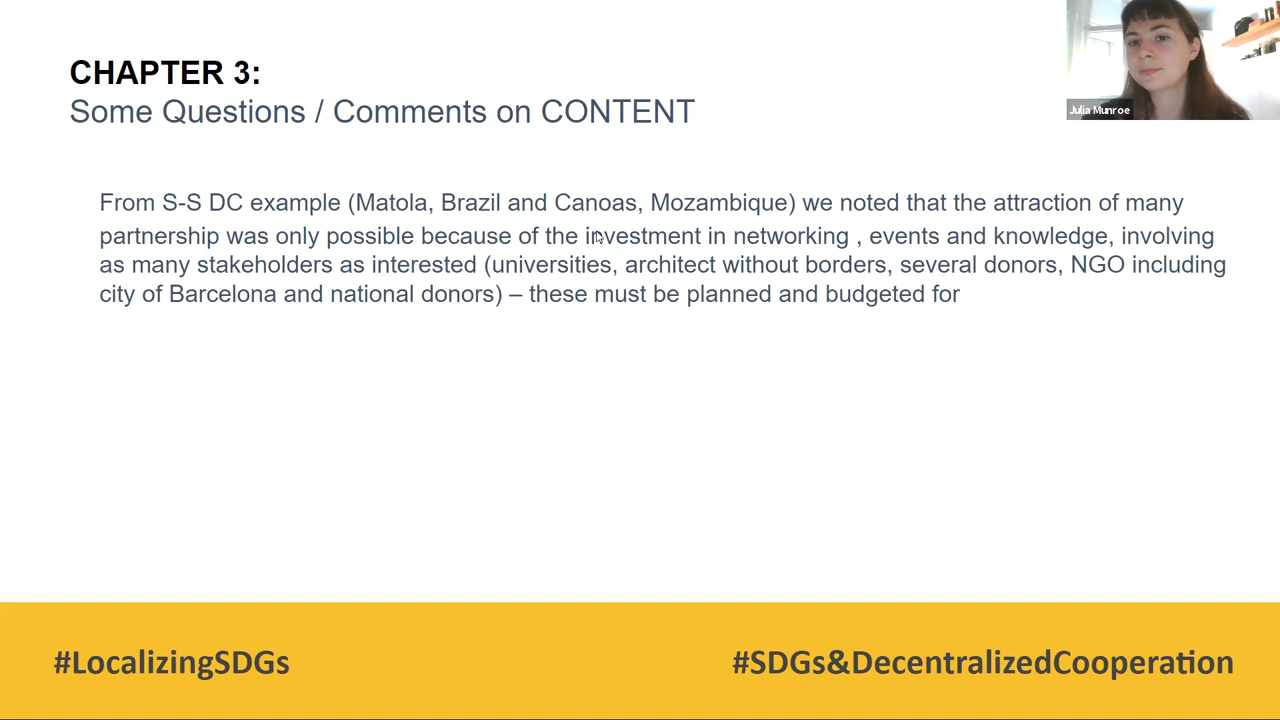 CHAPTER 3:
Some Questions / Comments on CONTENT
Julia Munroe
From S-S DC example (Matola, Brazil and Canoas, Mozambique) we noted that the attraction of many
partnership was only possible because of the investment in networking , events and knowledge, involving
as many stakeholders as interested (universities, architect without borders, several donors, NGO including
city of Barcelona and national donors) – these must be planned and budgeted for
#LocalizingSDGs
#SDGs&DecentralizedCooperation